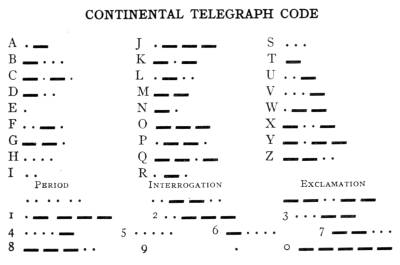 CONTINENTAL TELEGRAPH CODE
A J S
B K T
C L U
D M V
E N W
F O X
G P Y
H Q Z
I R
PERIOD INTERROGATION EXCLAMATION
1 2 3
4 5 6 7
8 9 0